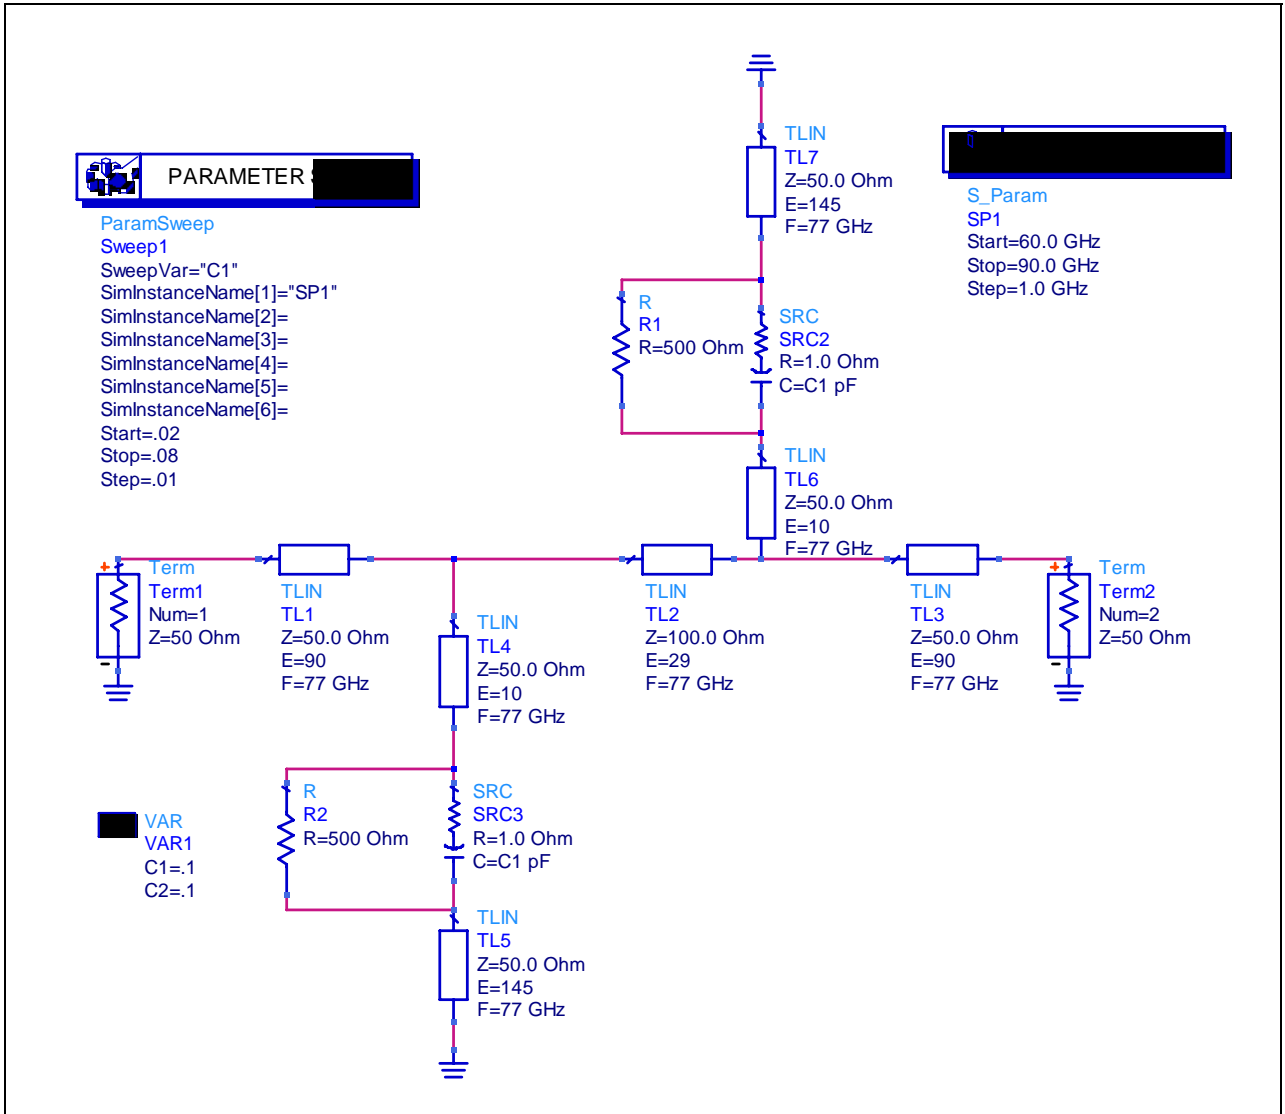 PARAMETER
ParamSweep
Sweep1
SweepVar="C1"
SimInstanceName[1]="SP1"
SimInstanceName[2]=
SimInstanceName[3]=
SimInstanceName[4]=
SimInstanceName[5]=
SimInstanceName[6]=
Start=.02
Stop=.08
Step=.01
TLIN
TL7
Z=50.0 Ohm
E=145
F=77 GHz
S_Param
SP1
Start=60.0 GHz
Stop=90.0 GHz
Step=1.0 GHz
R
R1
R=500 Ohm
SRC
SRC2
R=1.0 Ohm
C=C1 pF
TLIN
TL6
Z=50.0 Ohm
E=10
F=77 GHz
+
Term
Term1
Num=1
Z=50 Ohm
-
TLIN
TL1
Z=50.0 Ohm
E=90
F=77 GHz
TLIN
TL4
Z=50.0 Ohm
E=10
F=77 GHz
TLIN
TL2
Z=100.0 Ohm
E=29
F=77 GHz
TLIN
TL3
Z=50.0 Ohm
E=90
F=77 GHz
+
Term
Term2
Num=2
Z=50 Ohm
-
R
R2
R=500 Ohm
SRC
SRC3
R=1.0 Ohm
C=C1 pF
VAR
VAR1
C1=.1
C2=.1
TLIN
TL5
Z=50.0 Ohm
E=145
F=77 GHz